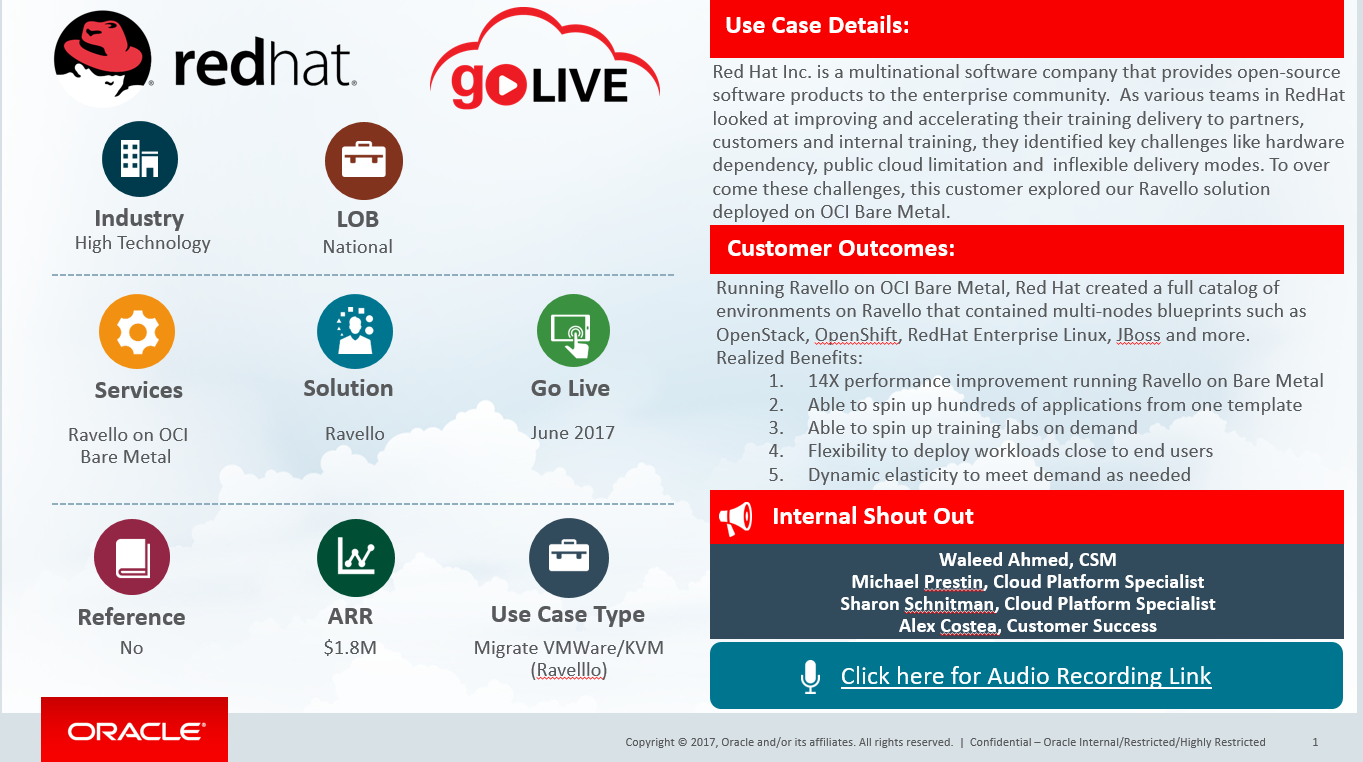 redhat.
goLIVE
Industry
High Technology
LOB
National
Services
Ravello on OCI
Bare Metal
Solution
Ravello
Go Live
June 2017
Reference
No
ARR
$1.8M
Use Case Type
Migrate VMWare/KVM
(Ravelllo)
Use Case Details:
Red Hat Inc. is a multinational software company that provides open-source
software products to the enterprise community.  As various teams in RedHat
looked at improving and accelerating their training delivery to partners,
customers and internal training, they identified key challenges like hardware
dependency, public cloud limitation and  inflexible delivery modes. To over
come these challenges, this customer explored our Ravello solution
deployed on OCI Bare Metal.
Customer Outcomes:
Running Ravello on OCI Bare Metal, Red Hat created a full catalog of
environments on Ravello that contained multi-nodes blueprints such as
OpenStack, OpenShift, RedHat Enterprise Linux, JBoss and more.
Realized Benefits:
1. 14X performance improvement running Ravello on Bare Metal
2. Able to spin up hundreds of applications from one template
3. Able to spin up training labs on demand
4. Flexibility to deploy workloads close to end users
5. Dynamic elasticity to meet demand as needed
Internal Shout Out
Waleed Ahmed, CSM
Michael Prestin, Cloud Platform Specialist
Sharon Schnitman, Cloud Platform Specialist
Alex Costea, Customer Success
Click here for Audio Recording Link
ORACLE®
Copyright © 2017, Oracle and/or its affiliates. All rights reserved.  |  Confidential – Oracle Internal/Restricted/Highly Restricted
1